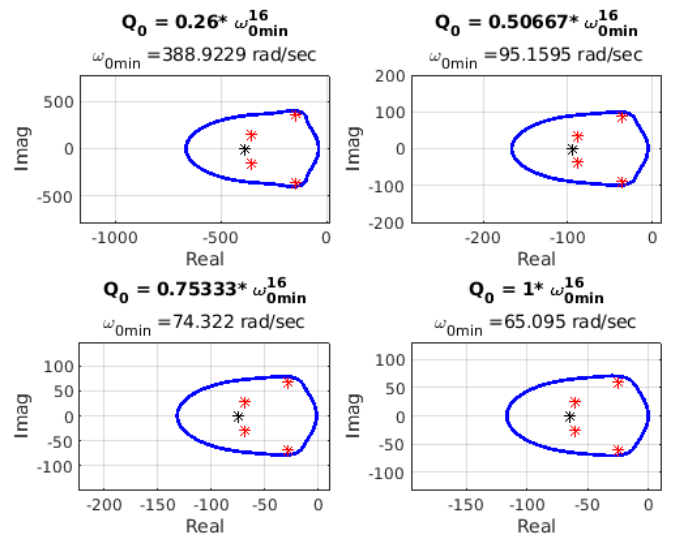 Q₀ = 0.26* ω₀ₘᵢₙ¹⁶
ω₀ₘᵢₙ =388.9229 rad/sec
500
0
-500
Imag
-1000
-500
0
Real
Q₀ = 0.50667* ω₀ₘᵢₙ¹⁶
ω₀ₘᵢₙ =95.1595 rad/sec
200
100
0
-100
-200
Imag
-200
-100
0
Real
Q₀ = 0.75333* ω₀ₘᵢₙ¹⁶
ω₀ₘᵢₙ =74.322 rad/sec
100
50
0
-50
-100
Imag
-200
-150
-100
-50
0
Real
Q₀ = 1* ω₀ₘᵢₙ¹⁶
ω₀ₘᵢₙ =65.095 rad/sec
100
50
0
-50
-100
Imag
-150
-100
-50
0
Real